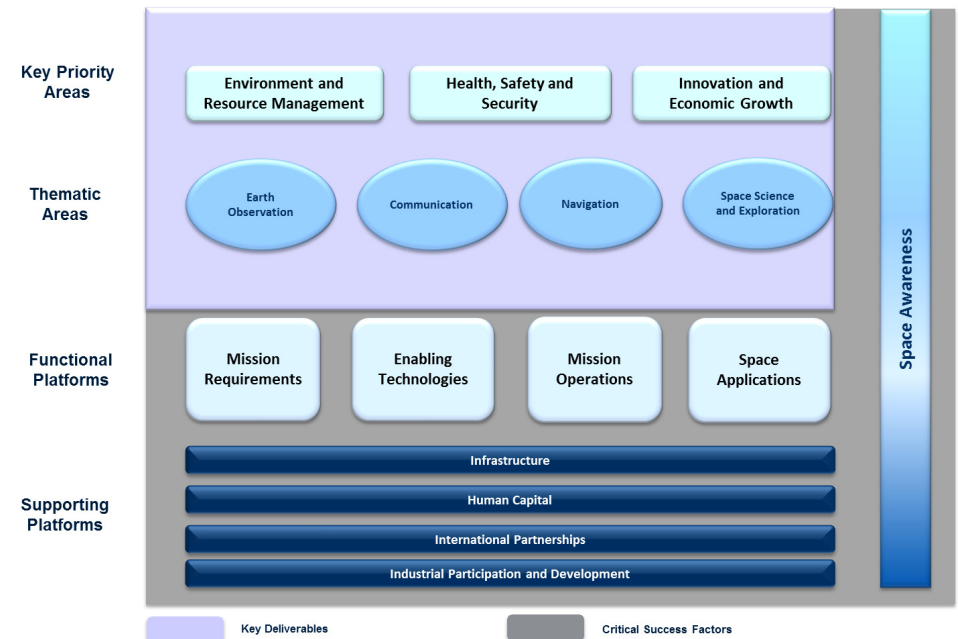 Key Priority
Areas
Environment and
Resource Management
Health, Safety and
Security
Innovation and
Economic Growth
Thematic
Areas
Earth
Observation
Communication
Navigation
Space Science
and Exploration
Functional
Platforms
Mission
Requirements
Enabling
Technologies
Mission
Operations
Space
Applications
Supporting
Platforms
Infrastructure
Human Capital
International Partnerships
Industrial Participation and Development
Space Awareness
Key Deliverables
Critical Success Factors